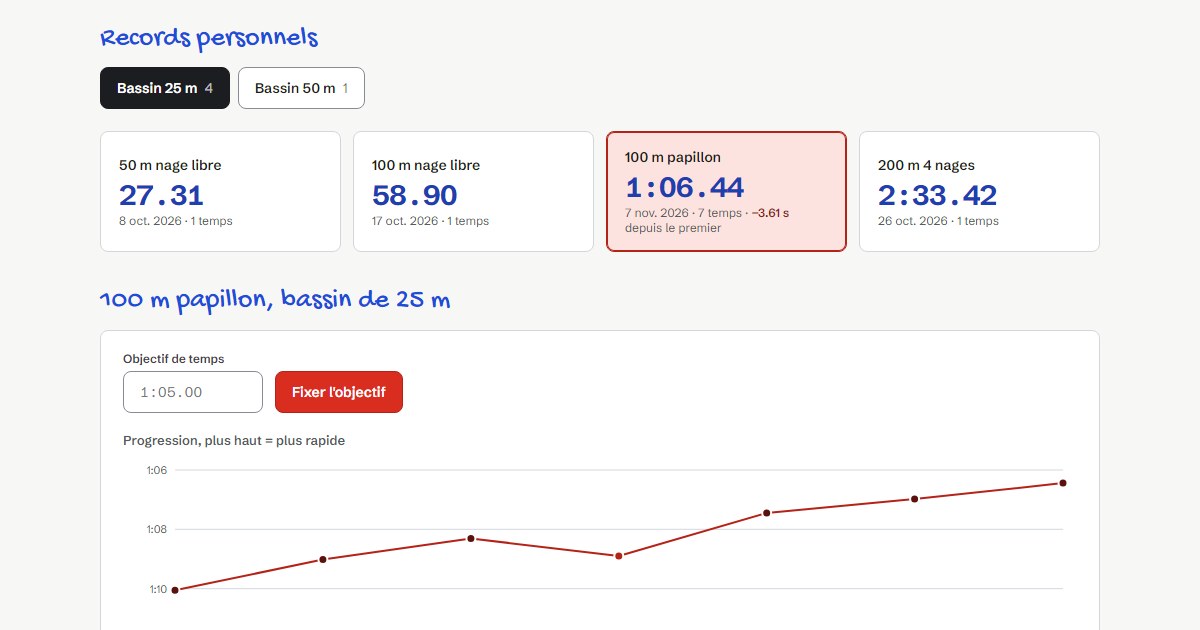 Records personnels
Bassin 25 m 4
Bassin 50 m 1
50 m nage libre
27.31
8 oct. 2026 · 1 temps
100 m nage libre
58.90
17 oct. 2026 · 1 temps
100 m papillon
1:06.44
7 nov. 2026 · 7 temps · −3.61 s
depuis le premier
200 m 4 nages
2:33.42
26 oct. 2026 · 1 temps
100 m papillon, bassin de 25 m
Objectif de temps
1:05.00
Fixer l'objectif
Progression, plus haut = plus rapide
1:06
1:08
1:10